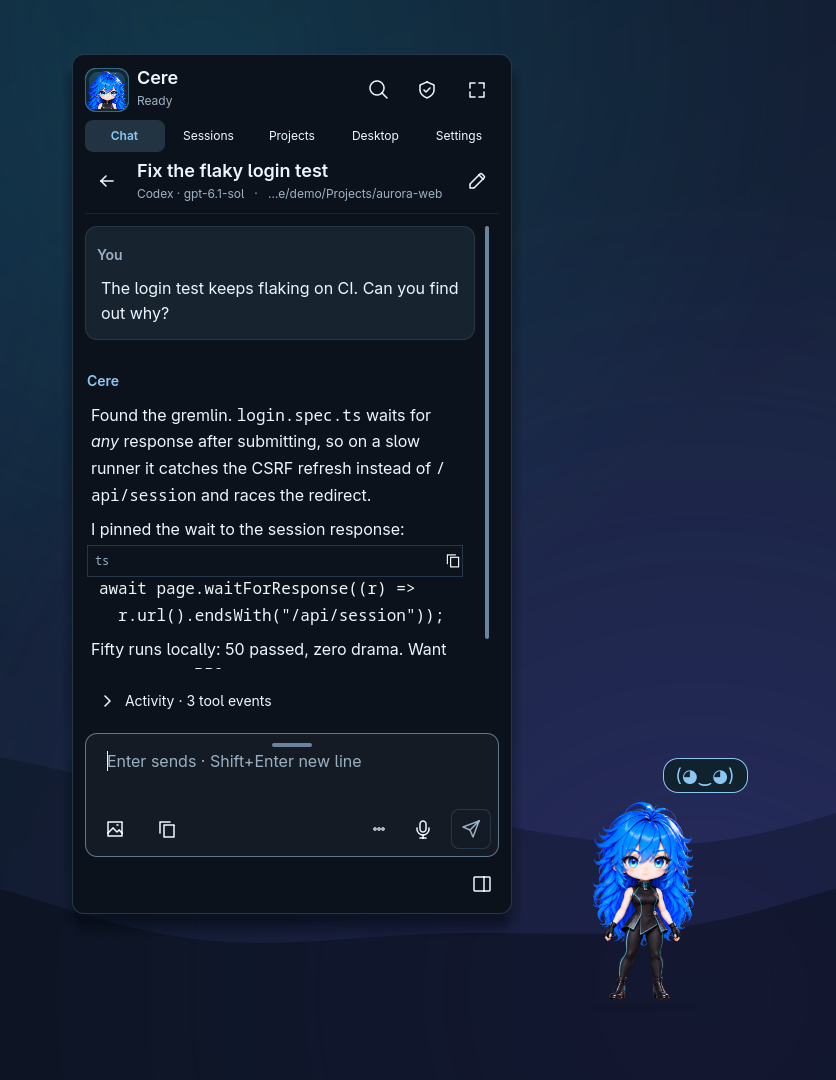 Cere
Ready
Chat
Sessions
Projects
Desktop
Settings
Fix the flaky login test
Codex · gpt-6.1-sol · …e/demo/Projects/aurora-web
You
The login test keeps flaking on CI. Can you find
out why?
Cere
Found the gremlin. login.spec.ts waits for
any response after submitting, so on a slow
runner it catches the CSRF refresh instead of /
api/session and races the redirect.
I pinned the wait to the session response:
ts
await page.waitForResponse((r) =>
r.url().endsWith("/api/session"));
Fifty runs locally: 50 passed, zero drama. Want
Activity · 3 tool events
Enter sends · Shift+Enter new line
(◕‿◕)